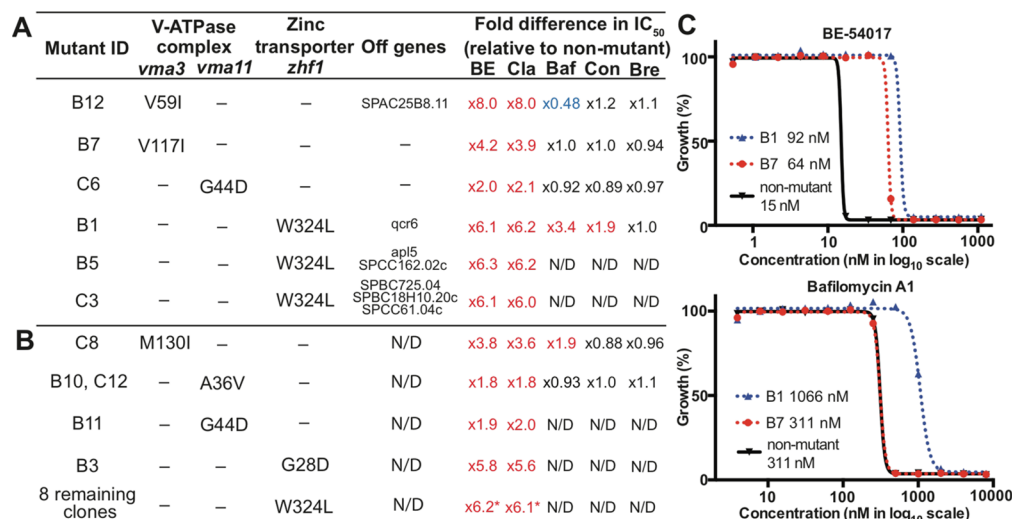 A
Mutant ID V-ATPase complex vma3 vma11 Zinc transporter zhf1 Off genes Fold difference in IC50 (relative to non-mutant) BE Cla Baf Con Bre
B12 V59I – – SPAC25B8.11 x8.0 x8.0 x0.48 x1.2 x1.1
B7 V117I – – – x4.2 x3.9 x1.0 x1.0 x0.94
C6 – G44D – – x2.0 x2.1 x0.92 x0.89 x0.97
B1 – – W324L qcr6 x6.1 x6.2 x3.4 x1.9 x1.0
B5 – – W324L apl5 SPCC162.02c x6.3 x6.2 N/D N/D N/D
C3 – – W324L SPBC725.04 SPBC18H10.20c SPCC61.04c x6.1 x6.0 N/D N/D N/D
B
C8 M130I – – N/D x3.8 x3.6 x1.9 x0.88 x0.96
B10, C12 – A36V – N/D x1.8 x1.8 x0.93 x1.0 x1.1
B11 – G44D – N/D x1.9 x2.0 N/D N/D N/D
B3 – – G28D N/D x5.8 x5.6 N/D N/D N/D
8 remaining clones – – W324L N/D x6.2* x6.1* N/D N/D N/D
C
BE-54017
Growth (%)
100
50
0
B1 92 nM
B7 64 nM
non-mutant
15 nM
1 10 100 1000
Concentration (nM in log10 scale)
Bafilomycin A1
Growth (%)
100
50
0
B1 1066 nM
B7 311 nM
non-mutant
311 nM
10 100 1000 10000
Concentration (nM in log10 scale)